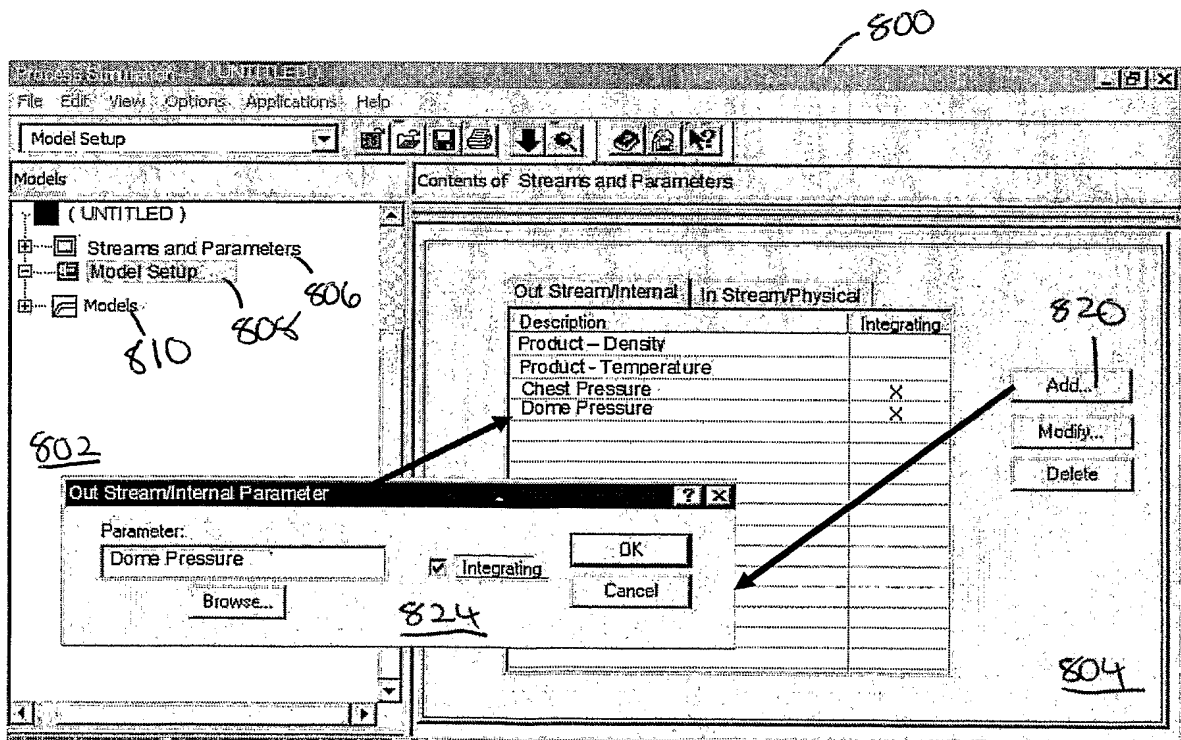 800
Process Simulation - (UNTITLED)
File Edit View Options Applications Help
Model Setup
Models
Contents of Streams and Parameters
( UNTITLED )
Streams and Parameters
Model Setup
Models
806
808
810
802
Out Stream/Internal In Stream/Physical
Description Integrating
Product – Density
Product - Temperature
Chest Pressure X
Dome Pressure X
820
Add...
Modify...
Delete
Out Stream/Internal Parameter
Parameter:
Dome Pressure
Integrating
OK
Cancel
Browse...
824
804